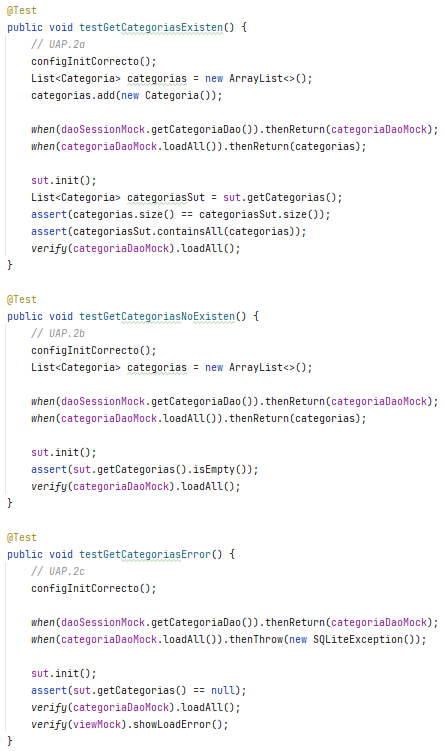 @Test
public void testGetCategoriasExisten() {
    // UAP.2a
    configInitCorrecto();
    List<Categoria> categorias = new ArrayList<>();
    categorias.add(new Categoria());

    when(daoSessionMock.getCategoriaDao()).thenReturn(categoriaDaoMock);
    when(categoriaDaoMock.loadAll()).thenReturn(categorias);

    sut.init();
    List<Categoria> categoriasSut = sut.getCategorias();
    assert(categorias.size() == categoriasSut.size());
    assert(categoriasSut.containsAll(categorias));
    verify(categoriaDaoMock).loadAll();
}

@Test
public void testGetCategoriasNoExisten() {
    // UAP.2b
    configInitCorrecto();
    List<Categoria> categorias = new ArrayList<>();

    when(daoSessionMock.getCategoriaDao()).thenReturn(categoriaDaoMock);
    when(categoriaDaoMock.loadAll()).thenReturn(categorias);

    sut.init();
    assert(sut.getCategorias().isEmpty());
    verify(categoriaDaoMock).loadAll();
}

@Test
public void testGetCategoriasError() {
    // UAP.2c
    configInitCorrecto();

    when(daoSessionMock.getCategoriaDao()).thenReturn(categoriaDaoMock);
    when(categoriaDaoMock.loadAll()).thenThrow(new SQLiteException());

    sut.init();
    assert(sut.getCategorias() == null);
    verify(categoriaDaoMock).loadAll();
    verify(viewMock).showLoadError();
}